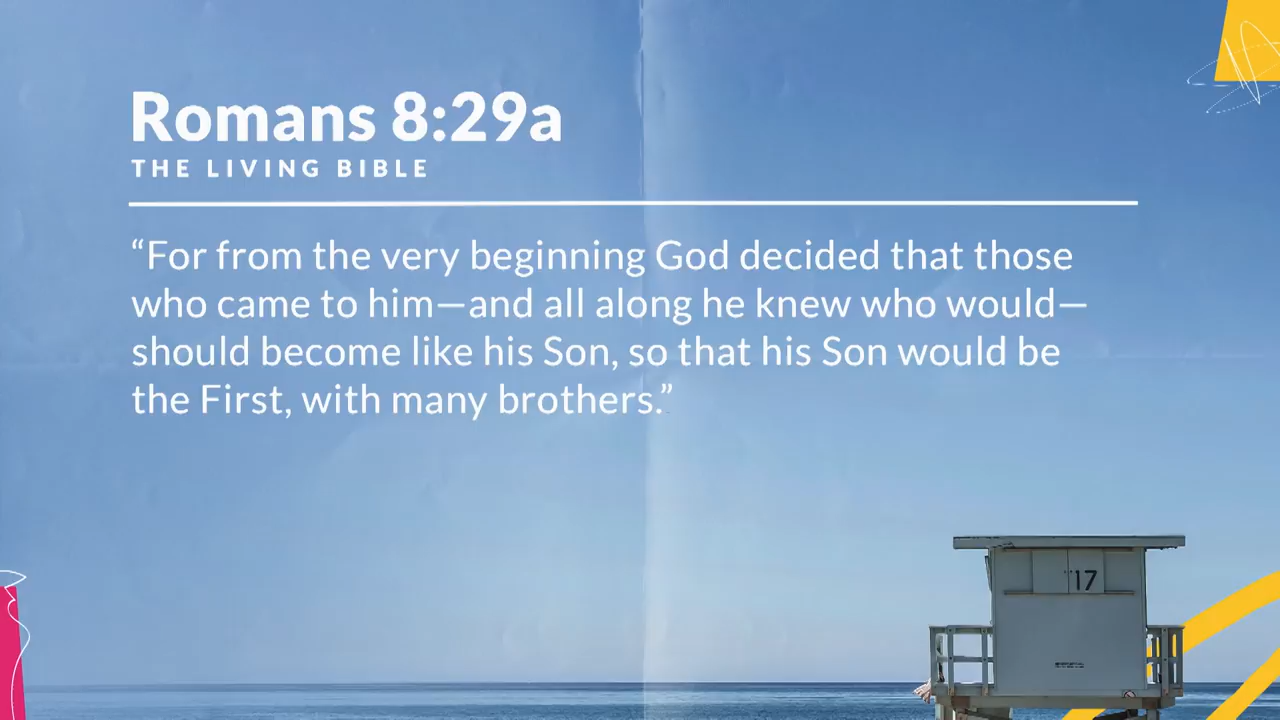 Romans 8:29a
THE LIVING BIBLE
“For from the very beginning God decided that those
who came to him—and all along he knew who would—
should become like his Son, so that his Son would be
the First, with many brothers.”
17